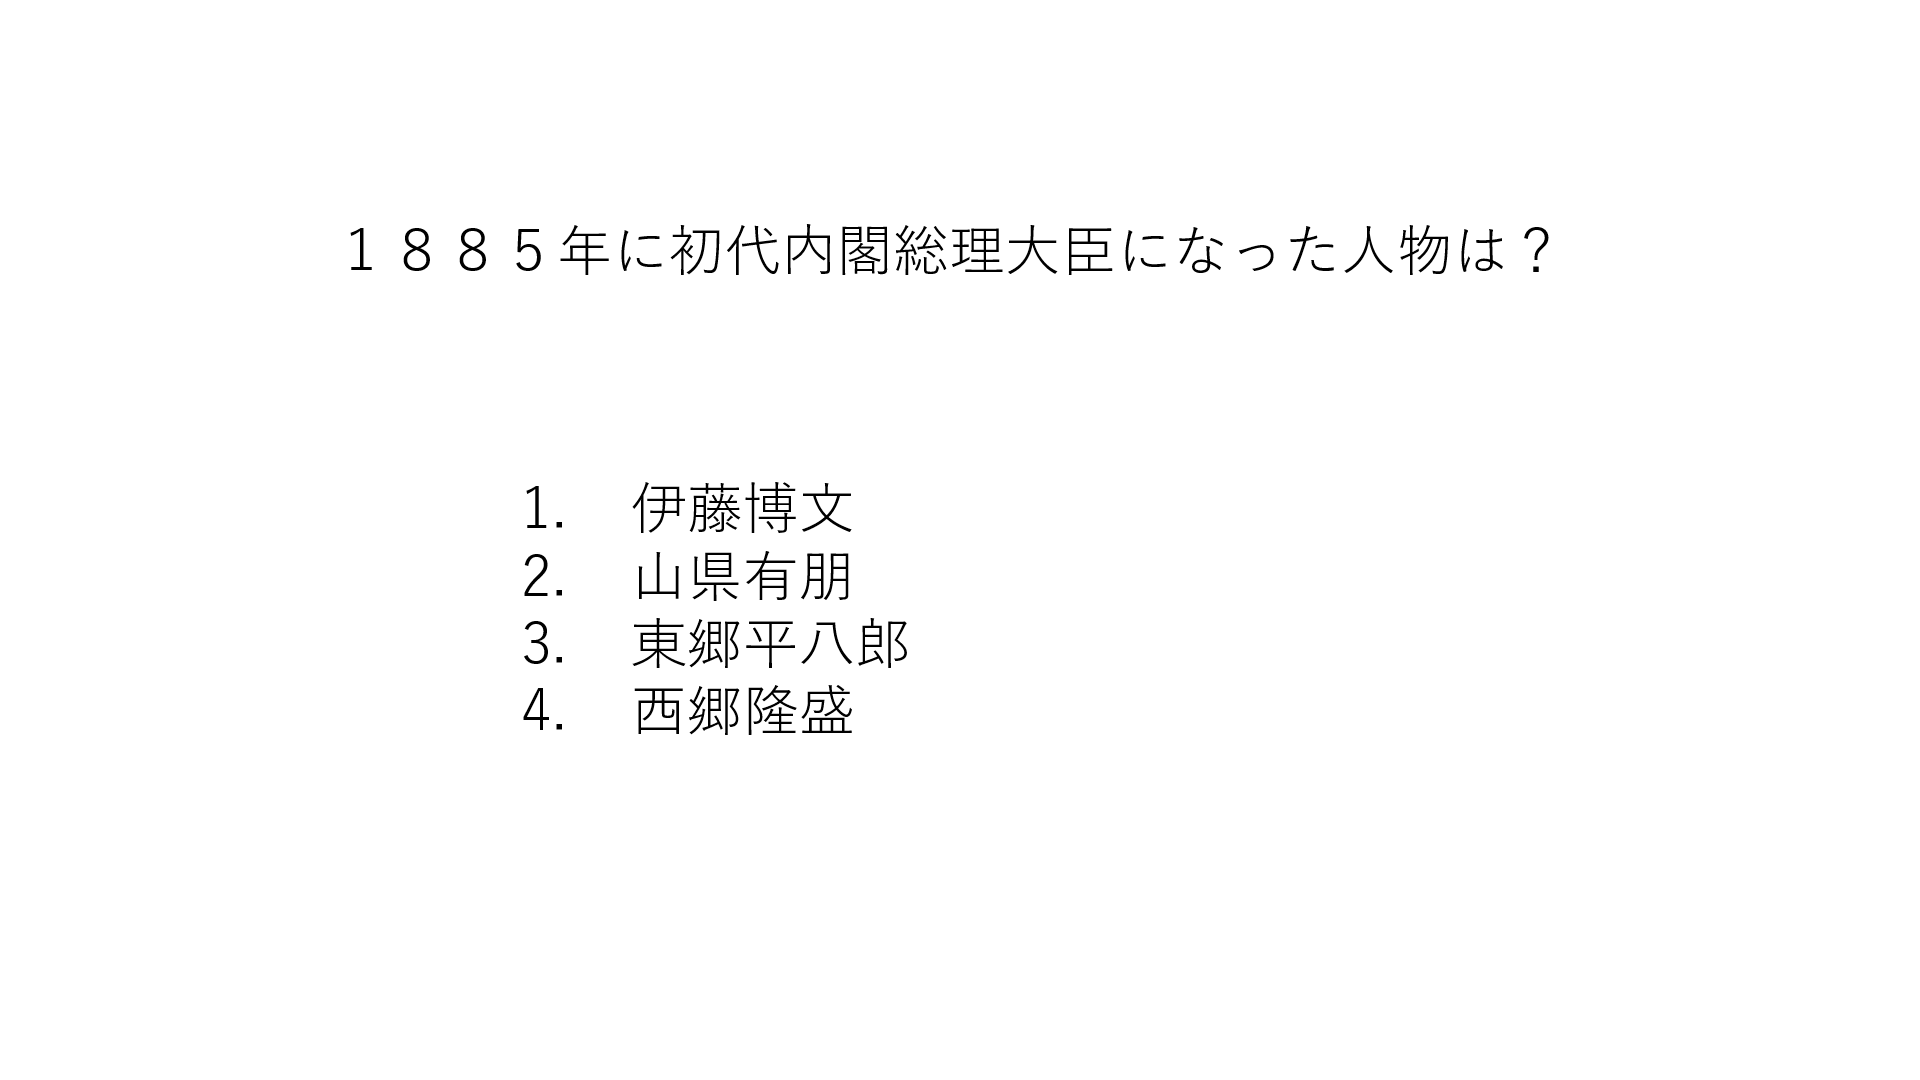 １８８５年に初代内閣総理大臣になった人物は？
1.　伊藤博文
2.　山県有朋
3.　東郷平八郎
4.　西郷隆盛